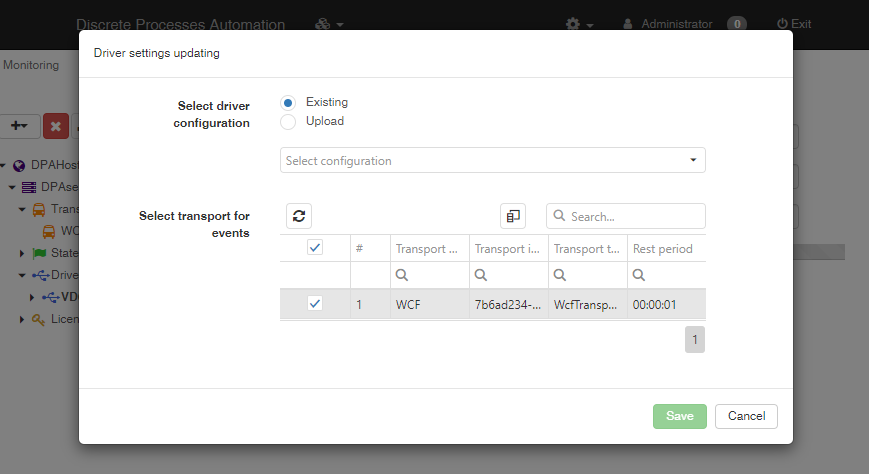 Discrete Processes Automation
Administrator 0 Exit
Driver settings updating
Monitoring
Select driver configuration
Existing
Upload
Select configuration
DPAHost
DPAse
Trans
WC
State
Drive
VD
Licen
Select transport for events
Search...
# Transport ... Transport i... Transport t... Rest period
1 WCF 7b6ad234-... WcfTransp... 00:00:01
1
Save Cancel